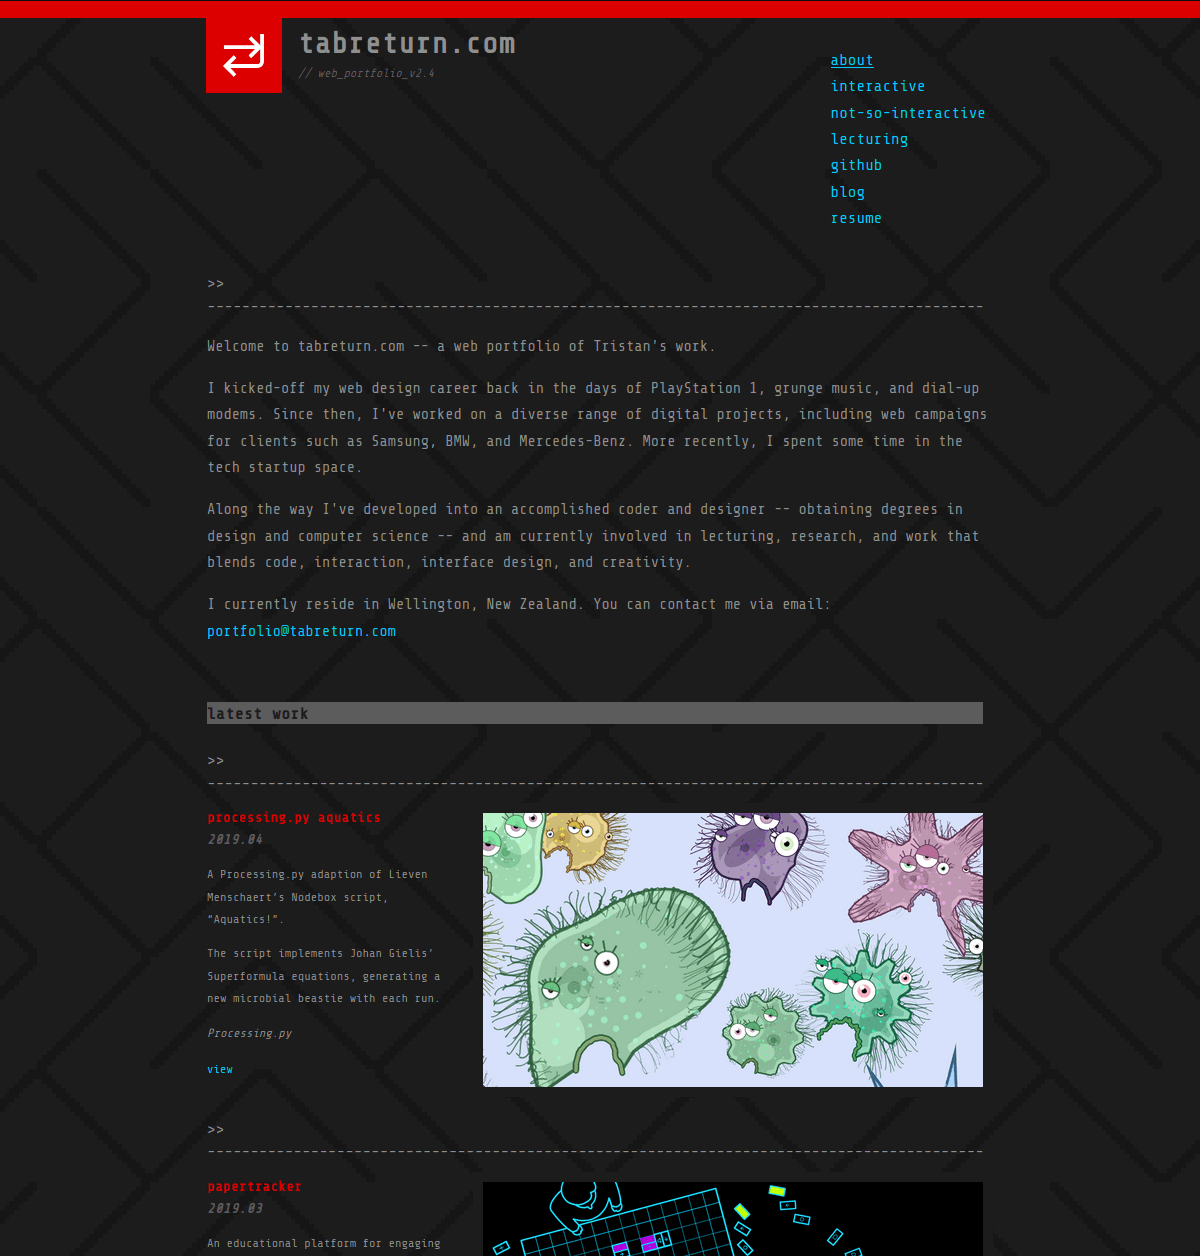 tabreturn.com
// web_portfolio_v2.4
about
interactive
not-so-interactive
lecturing
github
blog
resume
>>
Welcome to tabreturn.com -- a web portfolio of Tristan's work.
I kicked-off my web design career back in the days of PlayStation 1, grunge music, and dial-up
modems. Since then, I've worked on a diverse range of digital projects, including web campaigns
for clients such as Samsung, BMW, and Mercedes-Benz. More recently, I spent some time in the
tech startup space.
Along the way I've developed into an accomplished coder and designer -- obtaining degrees in
design and computer science -- and am currently involved in lecturing, research, and work that
blends code, interaction, interface design, and creativity.
I currently reside in Wellington, New Zealand. You can contact me via email:
portfolio@tabreturn.com
latest work
>>
processing.py aquatics
2019.04
A Processing.py adaption of Lieven
Menschaert’s Nodebox script,
“Aquatics!”.
The script implements Johan Gielis’
Superformula equations, generating a
new microbial beastie with each run.
Processing.py
view
>>
papertracker
2019.03
An educational platform for engaging